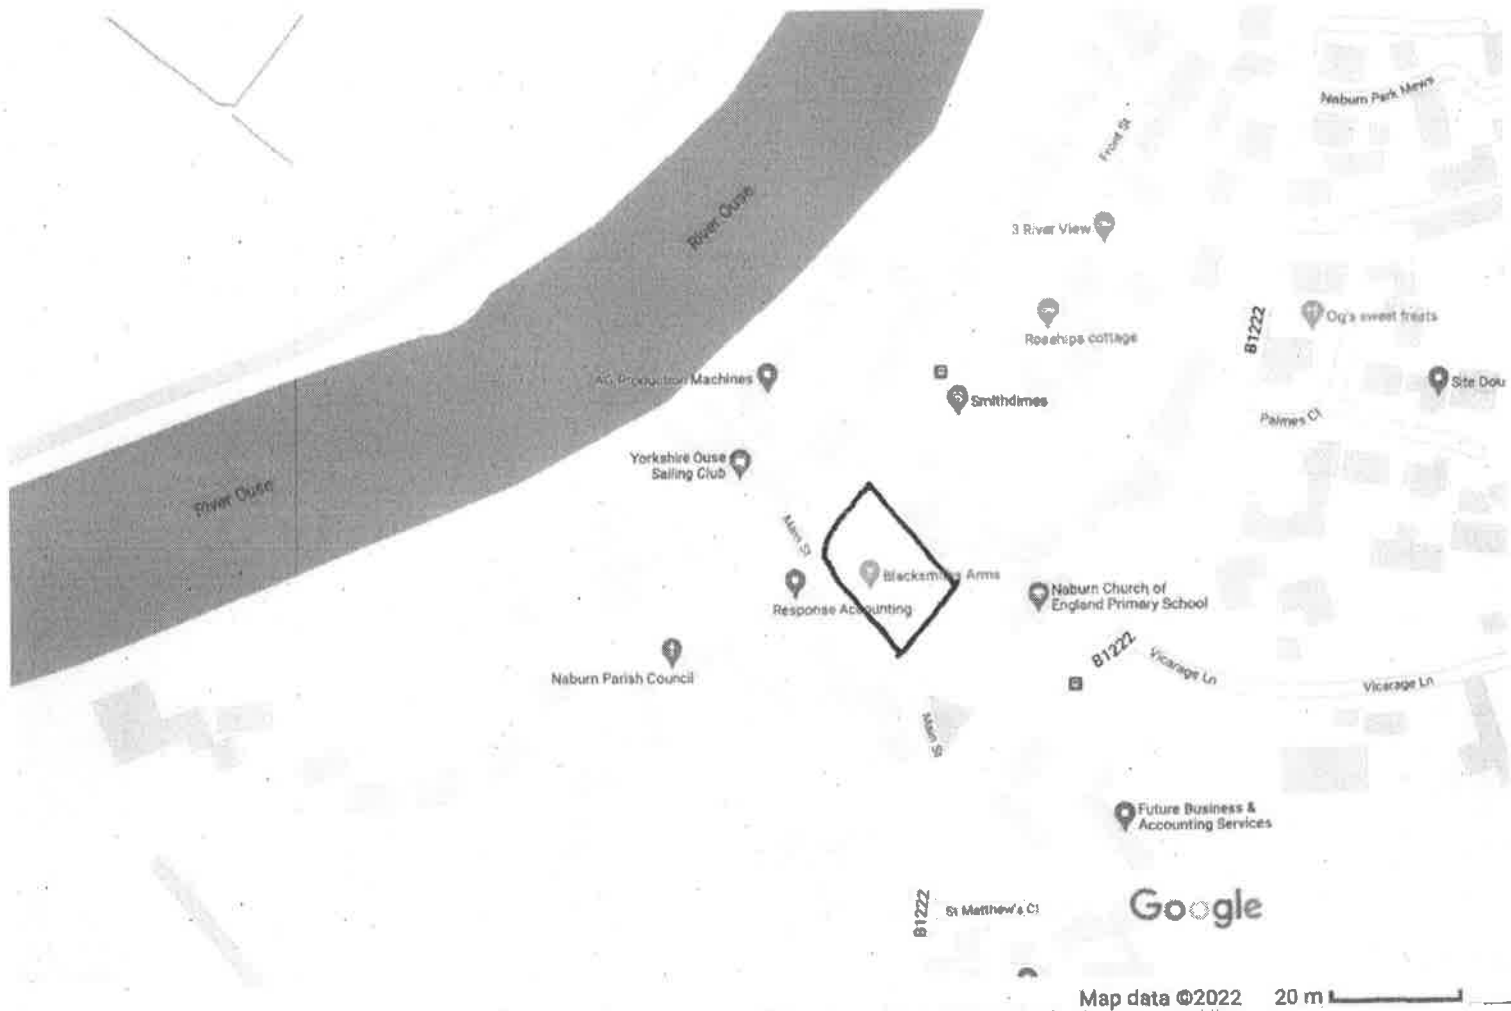 Naburn Park Mews
Front St
River Ouse
3 River View
B1222
Og's sweet treats
Rosehips cottage
AG Production Machines
Smithdimes
Site Dou
Palmes Cl
Yorkshire Ouse
Sailing Club
River Ouse
Main St
Blacksmiths Arms
Response Accounting
Naburn Church of
England Primary School
B1222
Vicarage Ln
Vicarage Ln
Naburn Parish Council
Main St
Future Business &
Accounting Services
B1222
St Matthew's Cl
Google
Map data ©2022
20 m